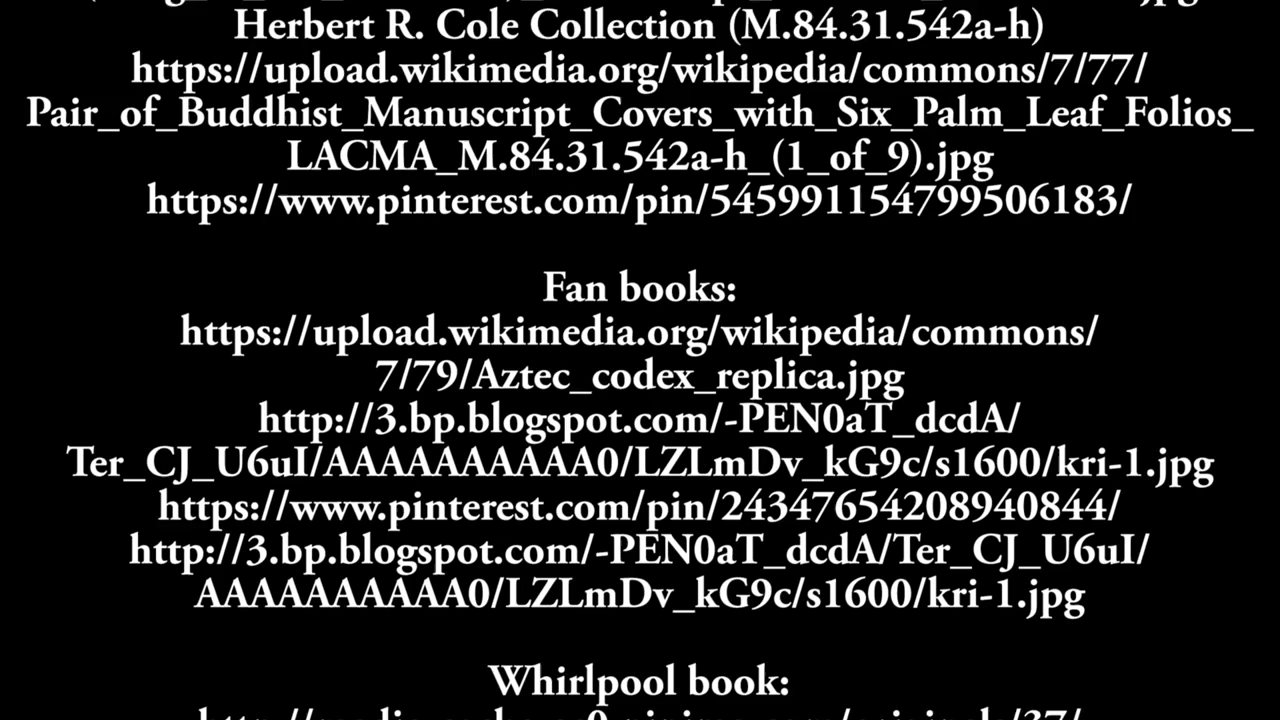 Herbert R. Cole Collection (M.84.31.542a-h)
https://upload.wikimedia.org/wikipedia/commons/7/77/
Pair_of_Buddhist_Manuscript_Covers_with_Six_Palm_Leaf_Folios_
LACMA_M.84.31.542a-h_(1_of_9).jpg
https://www.pinterest.com/pin/545991154799506183/
Fan books:
https://upload.wikimedia.org/wikipedia/commons/
7/79/Aztec_codex_replica.jpg
http://3.bp.blogspot.com/-PEN0aT_dcdA/
Ter_CJ_U6uI/AAAAAAAAAA0/LZLmDv_kG9c/s1600/kri-1.jpg
https://www.pinterest.com/pin/24347654208940844/
http://3.bp.blogspot.com/-PEN0aT_dcdA/Ter_CJ_U6uI/
AAAAAAAAAA0/LZLmDv_kG9c/s1600/kri-1.jpg
Whirlpool book: